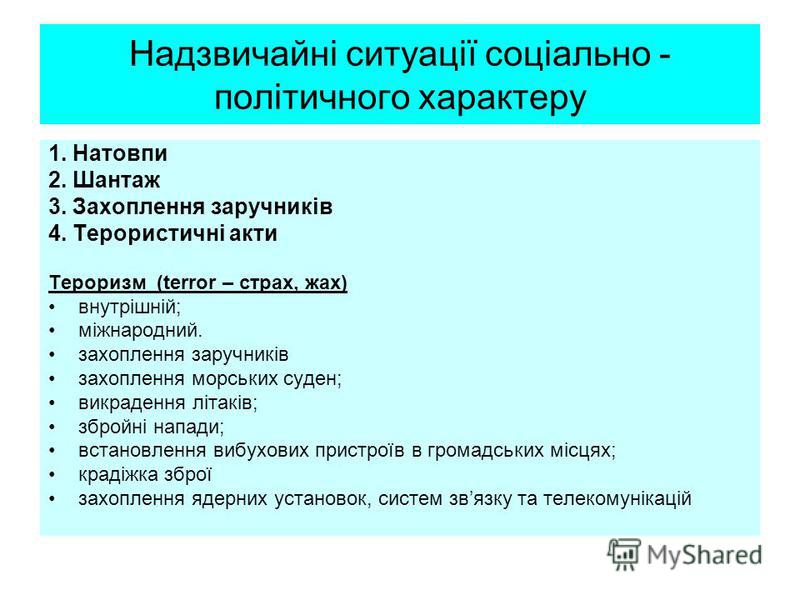 Надзвичайні ситуації соціально -
політичного характеру
1. Натовпи
2. Шантаж
3. Захоплення заручників
4. Терористичні акти
Тероризм (terror – страх, жах)
• внутрішній;
• міжнародний.
• захоплення заручників
• захоплення морських суден;
• викрадення літаків;
• збройні напади;
• встановлення вибухових пристроїв в громадських місцях;
• крадіжка зброї
• захоплення ядерних установок, систем зв’язку та телекомунікацій
MyShared